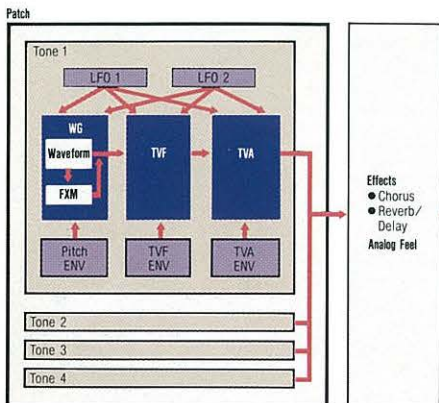 Patch
Tone 1
LFO 1
LFO 2
WG
Waveform
FXM
TVF
TVA
Pitch
ENV
TVF
ENV
TVA
ENV
Tone 2
Tone 3
Tone 4
Effects
● Chorus
● Reverb/
Delay
Analog Feel